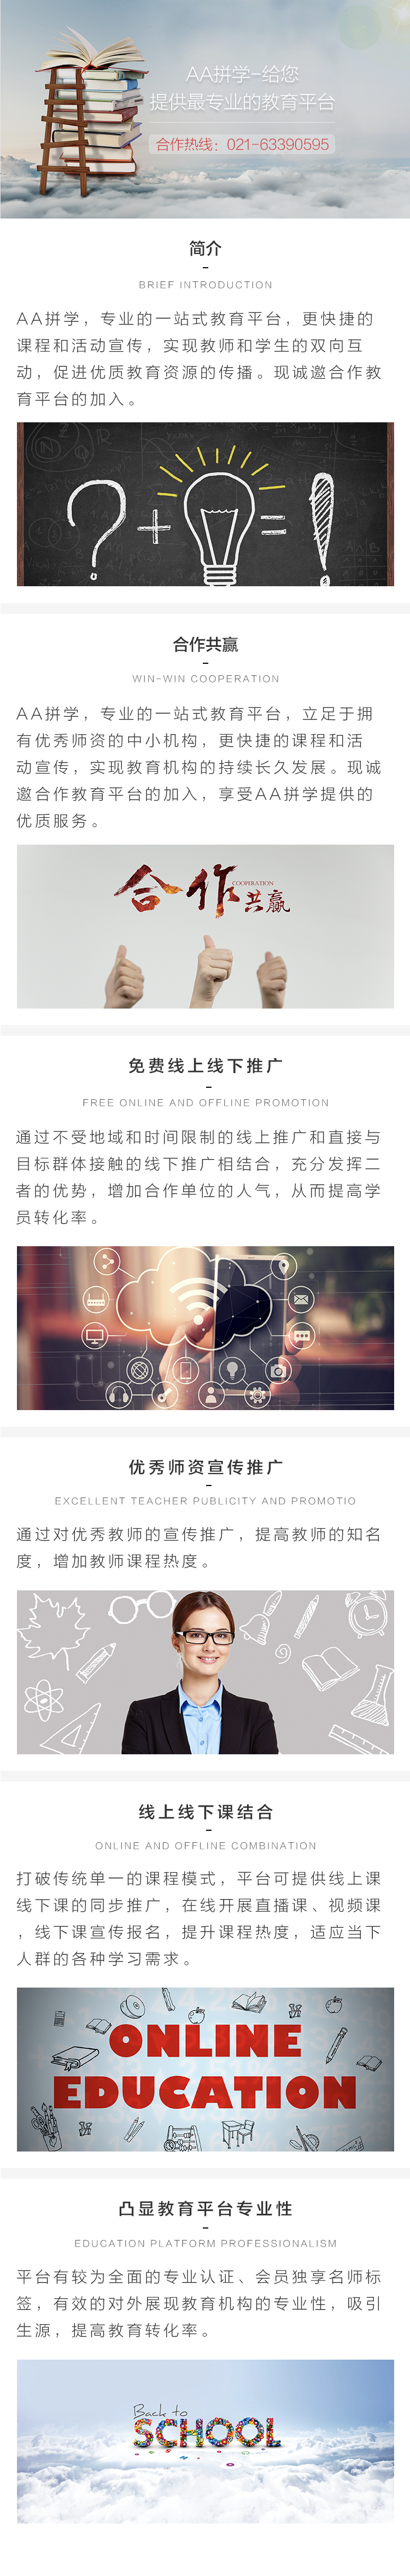 AA拼学-给您
提供最专业的教育平台
合作热线：021-63390595
简介
BRIEF INTRODUCTION
AA拼学，专业的一站式教育平台，更快捷的
课程和活动宣传，实现教师和学生的双向互
动，促进优质教育资源的传播。现诚邀合作教
育平台的加入。
? + = !
合作共赢
WIN-WIN COOPERATION
AA拼学，专业的一站式教育平台，立足于拥
有优秀师资的中小机构，更快捷的课程和活
动宣传，实现教育机构的持续长久发展。现诚
邀合作教育平台的加入，享受AA拼学提供的
优质服务。
合作共赢
COOPERATION
免费线上线下推广
FREE ONLINE AND OFFLINE PROMOTION
通过不受地域和时间限制的线上推广和直接与
目标群体接触的线下推广相结合，充分发挥二
者的优势，增加合作单位的人气，从而提高学
员转化率。
优秀师资宣传推广
EXCELLENT TEACHER PUBLICITY AND PROMOTIO
通过对优秀教师的宣传推广，提高教师的知名
度，增加教师课程热度。
线上线下课结合
ONLINE AND OFFLINE COMBINATION
打破传统单一的课程模式，平台可提供线上课
线下课的同步推广，在线开展直播课、视频课
，线下课宣传报名，提升课程热度，适应当下
人群的各种学习需求。
ONLINE
EDUCATION
凸显教育平台专业性
EDUCATION PLATFORM PROFESSIONALISM
平台有较为全面的专业认证、会员独享名师标
签，有效的对外展现教育机构的专业性，吸引
生源，提高教育转化率。
Back to
SCHOOL